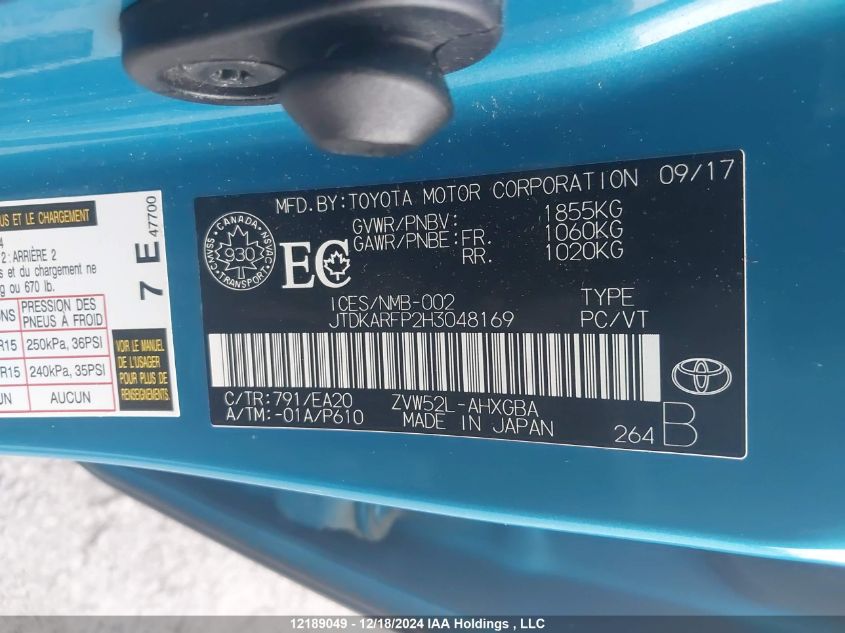 US ET LE CHARGEMENT
4
2 : ARRIÈRE 2
s et du chargement ne
g ou 670 lb.
ONS PRESSION DES PNEUS À FROID
R15 250kPa, 36PSI
R15 240kPa, 35PSI
UN AUCUN
VOIR LE MANUEL
DE L'USAGER
POUR PLUS DE
RENSEIGNEMENTS
7 E 47700
MFD. BY: TOYOTA MOTOR CORPORATION 09/17
GVWR/PNBV: 1855KG
GAWR/PNBE: FR. 1060KG
RR. 1020KG
CANADA
CMVSS NSVAC
930
TRANSPORT
EC
ICES/NMB-002 TYPE
JTDKARFP2H3048169 PC/VT
C/TR: 791/EA20 ZVW52L-AHXGBA
A/TM: -01A/P610 MADE IN JAPAN
264 B
12189049 - 12/18/2024 IAA Holdings , LLC